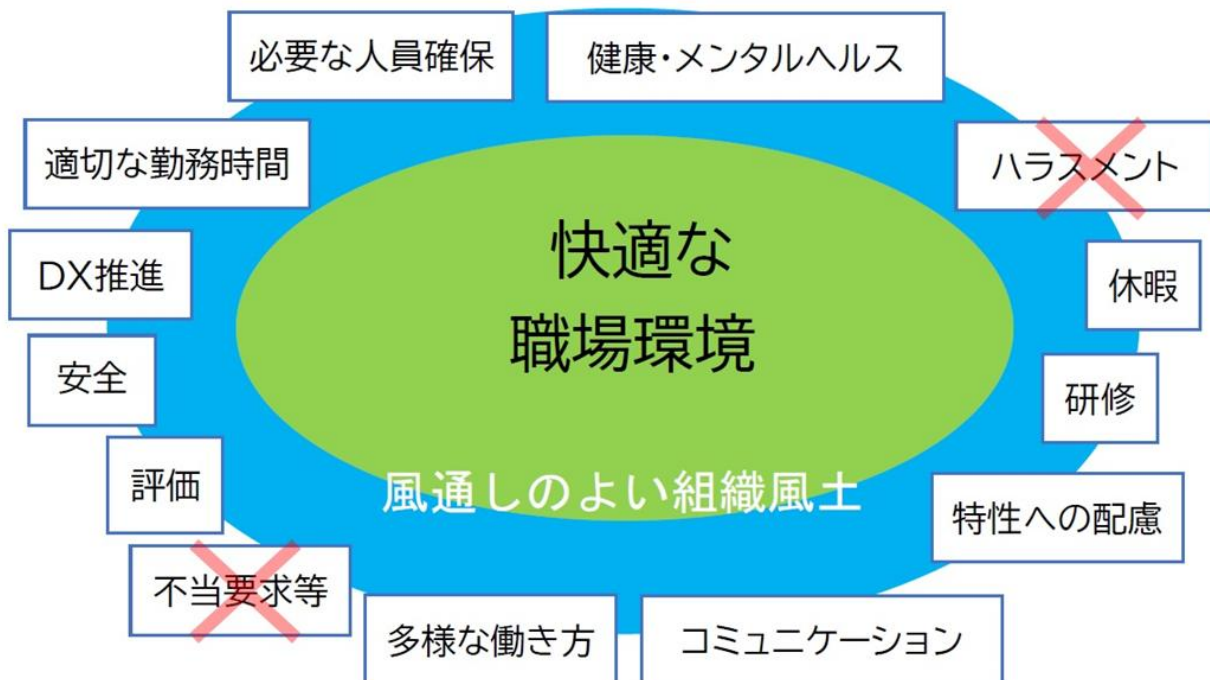 必要な人員確保
健康・メンタルヘルス
適切な勤務時間
ハラスメント
DX推進
休暇
快適な
職場環境
安全
研修
評価
風通しのよい組織風土
特性への配慮
不当要求等
多様な働き方
コミュニケーション